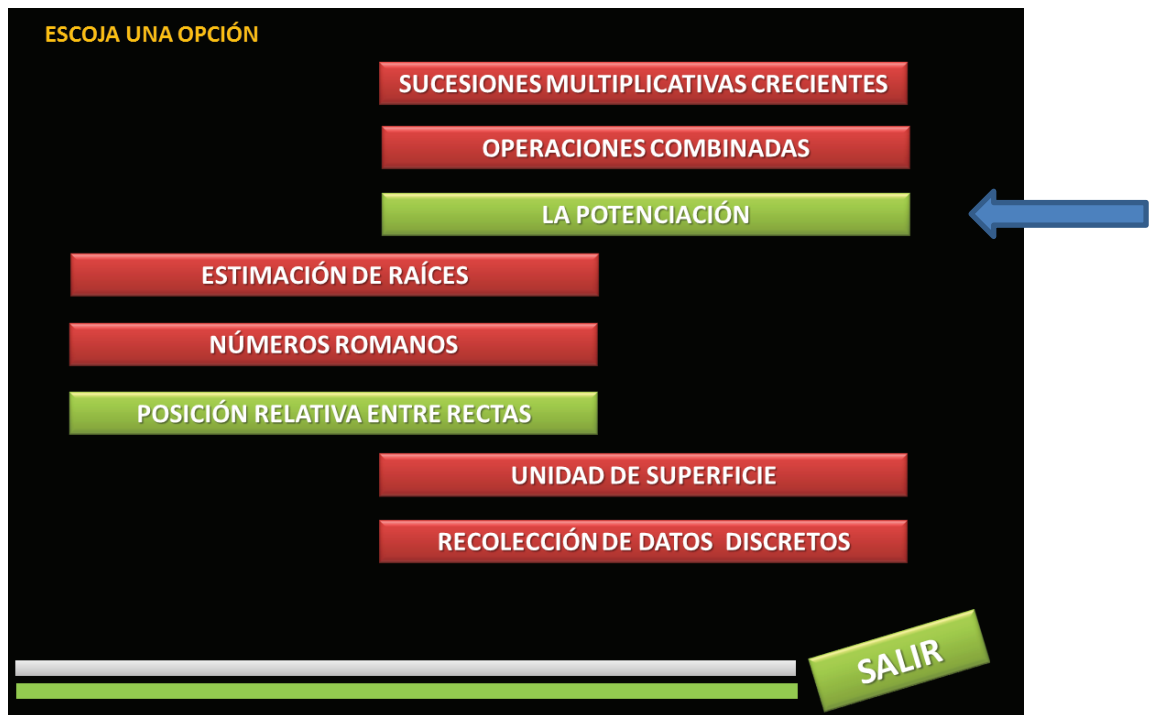 ESCOJA UNA OPCIÓN
SUCESIONES MULTIPLICATIVAS CRECIENTES
OPERACIONES COMBINADAS
LA POTENCIACIÓN
ESTIMACIÓN DE RAÍCES
NÚMEROS ROMANOS
POSICIÓN RELATIVA ENTRE RECTAS
UNIDAD DE SUPERFICIE
RECOLECCIÓN DE DATOS DISCRETOS
SALIR